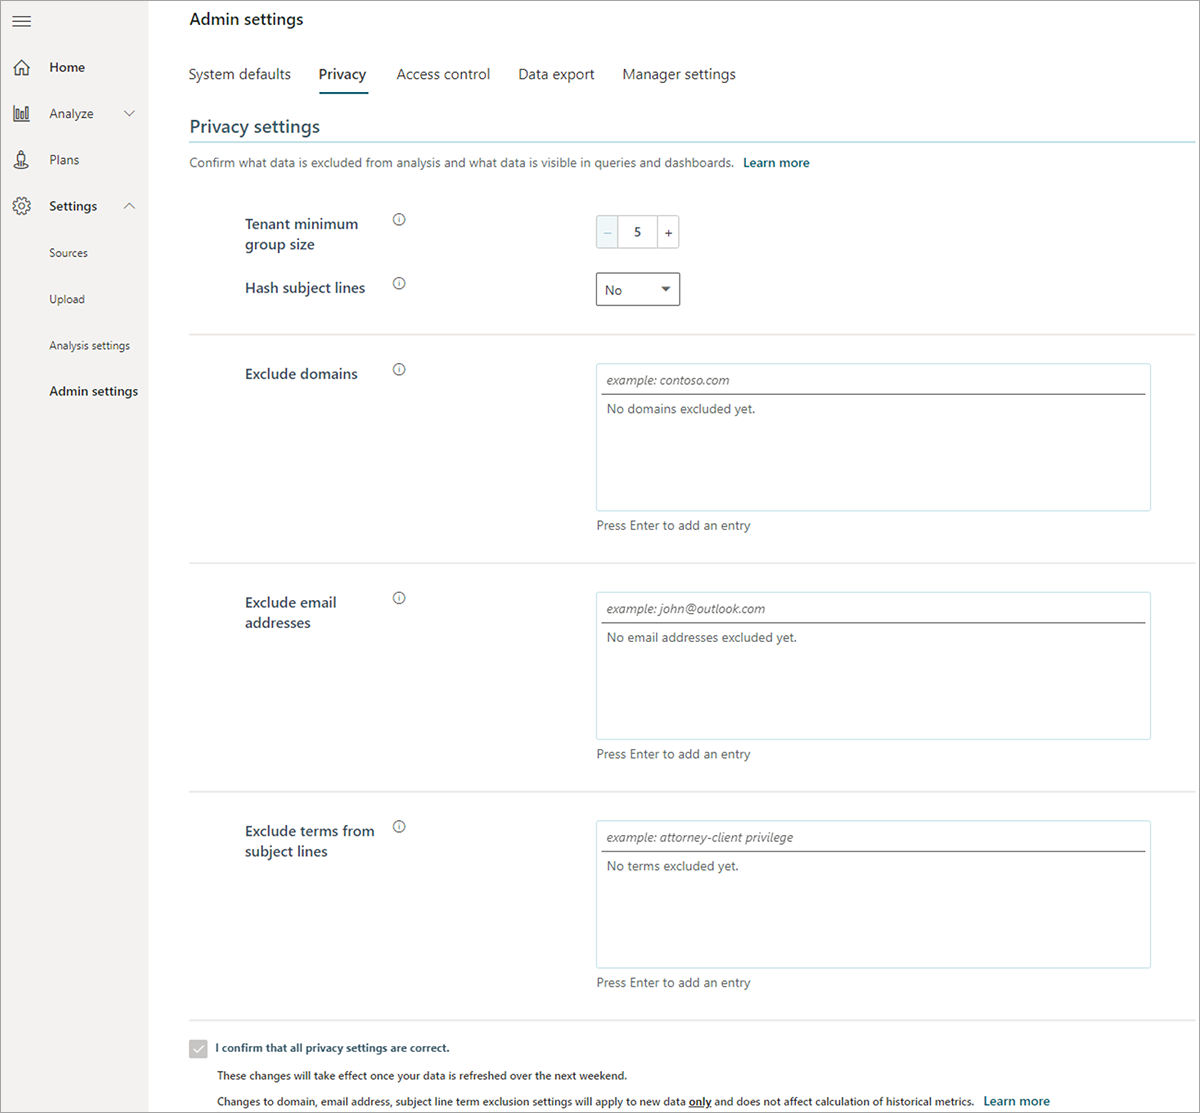 Admin settings
Home
Analyze
Plans
Settings
Sources
Upload
Analysis settings
Admin settings
System defaults Privacy Access control Data export Manager settings
Privacy settings
Confirm what data is excluded from analysis and what data is visible in queries and dashboards. Learn more
Tenant minimum
group size
− 5 +
Hash subject lines
No
Exclude domains
example: contoso.com
No domains excluded yet.
Press Enter to add an entry
Exclude email
addresses
example: john@outlook.com
No email addresses excluded yet.
Press Enter to add an entry
Exclude terms from
subject lines
example: attorney-client privilege
No terms excluded yet.
Press Enter to add an entry
I confirm that all privacy settings are correct.
These changes will take effect once your data is refreshed over the next weekend.
Changes to domain, email address, subject line term exclusion settings will apply to new data only and does not affect calculation of historical metrics. Learn more